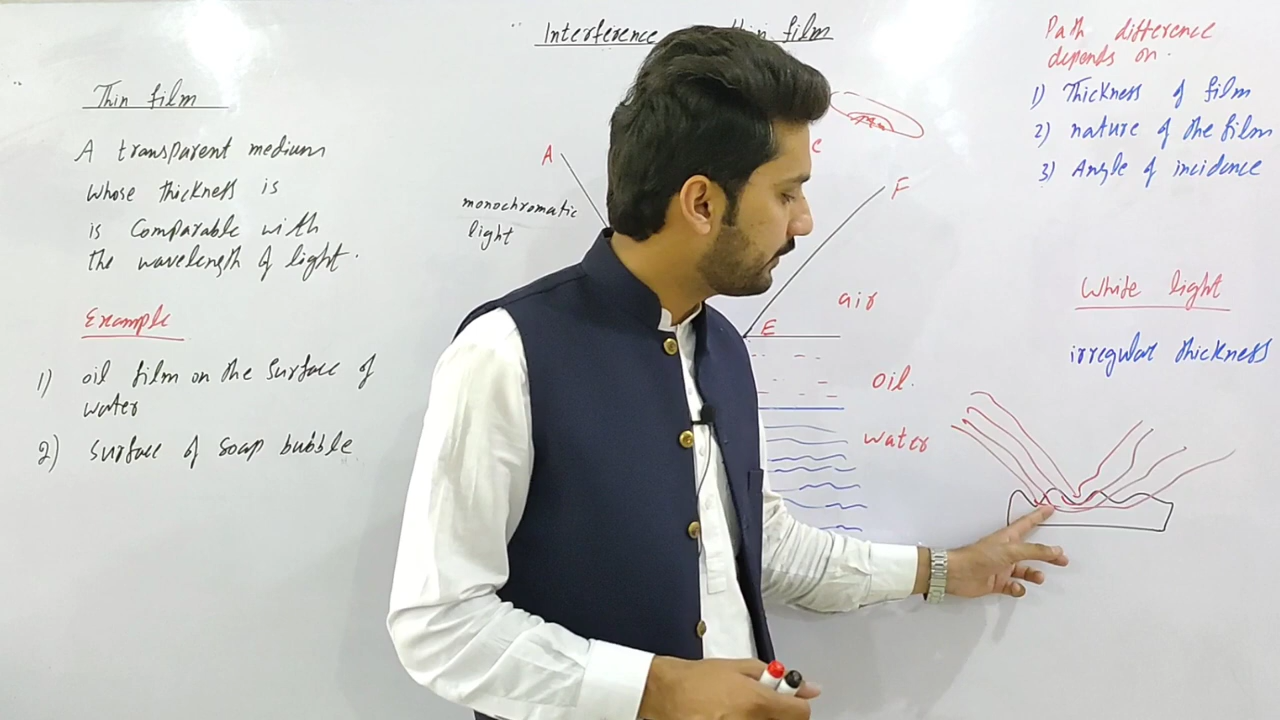 Interference thin film
Thin film
A transparent medium
whose thickness is
is comparable with
the wavelength of light.
Example
1) oil film on the surface of
water
2) surface of soap bubble
A
monochromatic
light
C
F
E
air
oil.
water
Path difference
depends on.
1) Thickness of film
2) nature of the film
3) Angle of incidence
White light
irregular thickness